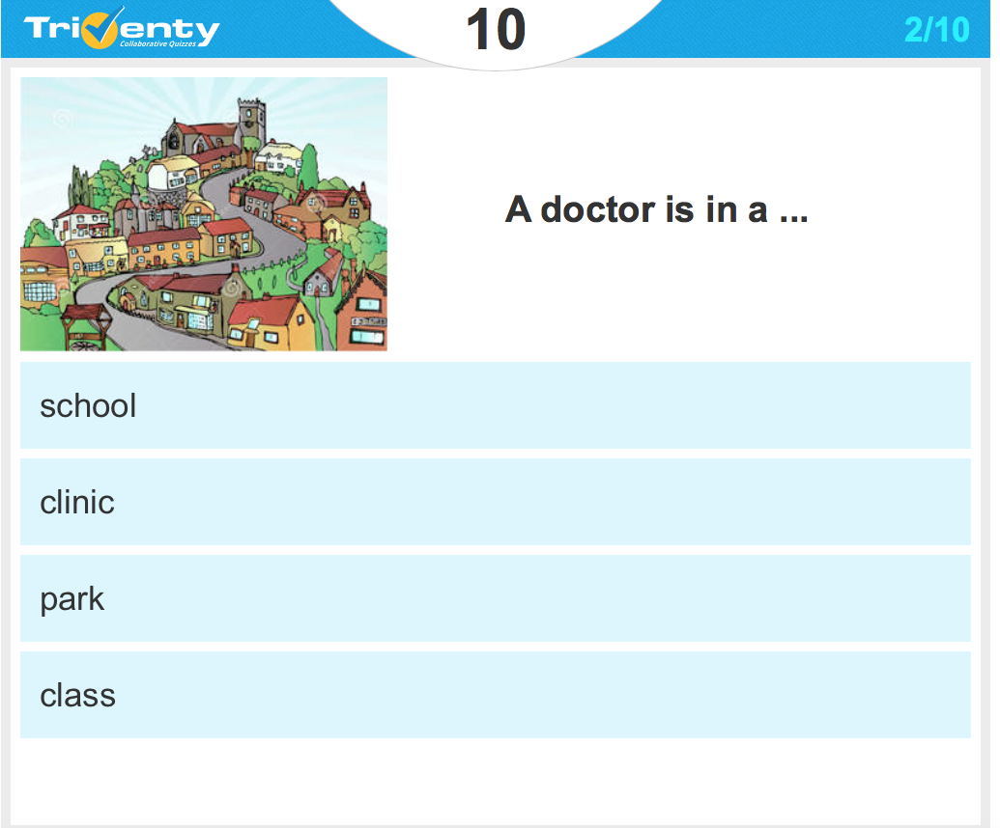 Triventy
Collaborative Quizzes
10
2/10
A doctor is in a ...
school
clinic
park
class